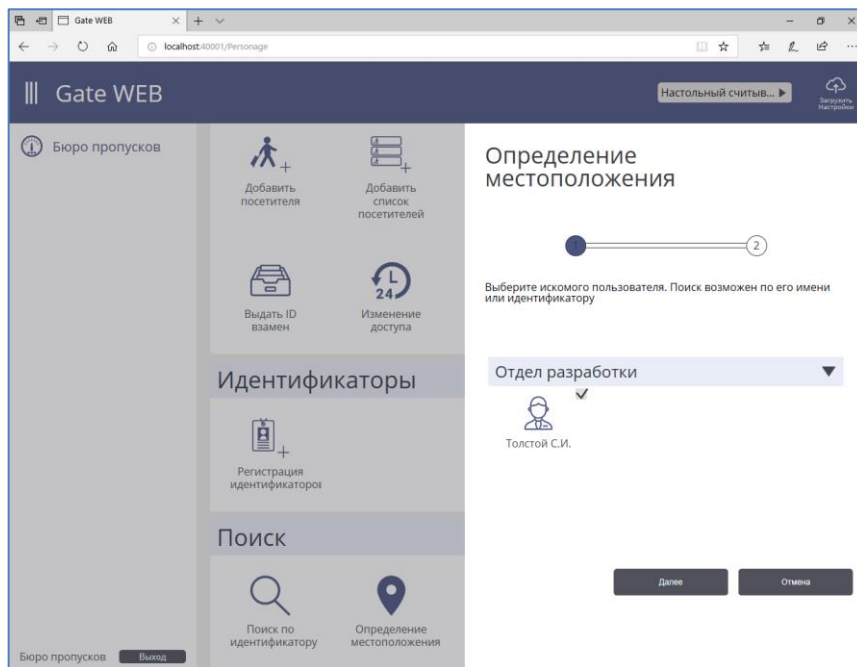 Gate WEB
localhost:40001/Personage
Gate WEB
Настольный считыв...
Загрузить
Настройки
Бюро пропусков
Добавить
посетителя
Добавить
список
посетителей
Выдать ID
взамен
24
Изменение
доступа
Идентификаторы
Регистрация
идентификаторов
Поиск
Поиск по
идентификатору
Определение
местоположения
Бюро пропусков
Выход
Определение
местоположения
1
2
Выберите искомого пользователя. Поиск возможен по его имени
или идентификатору
Отдел разработки
Толстой С.И.
Далее
Отмена